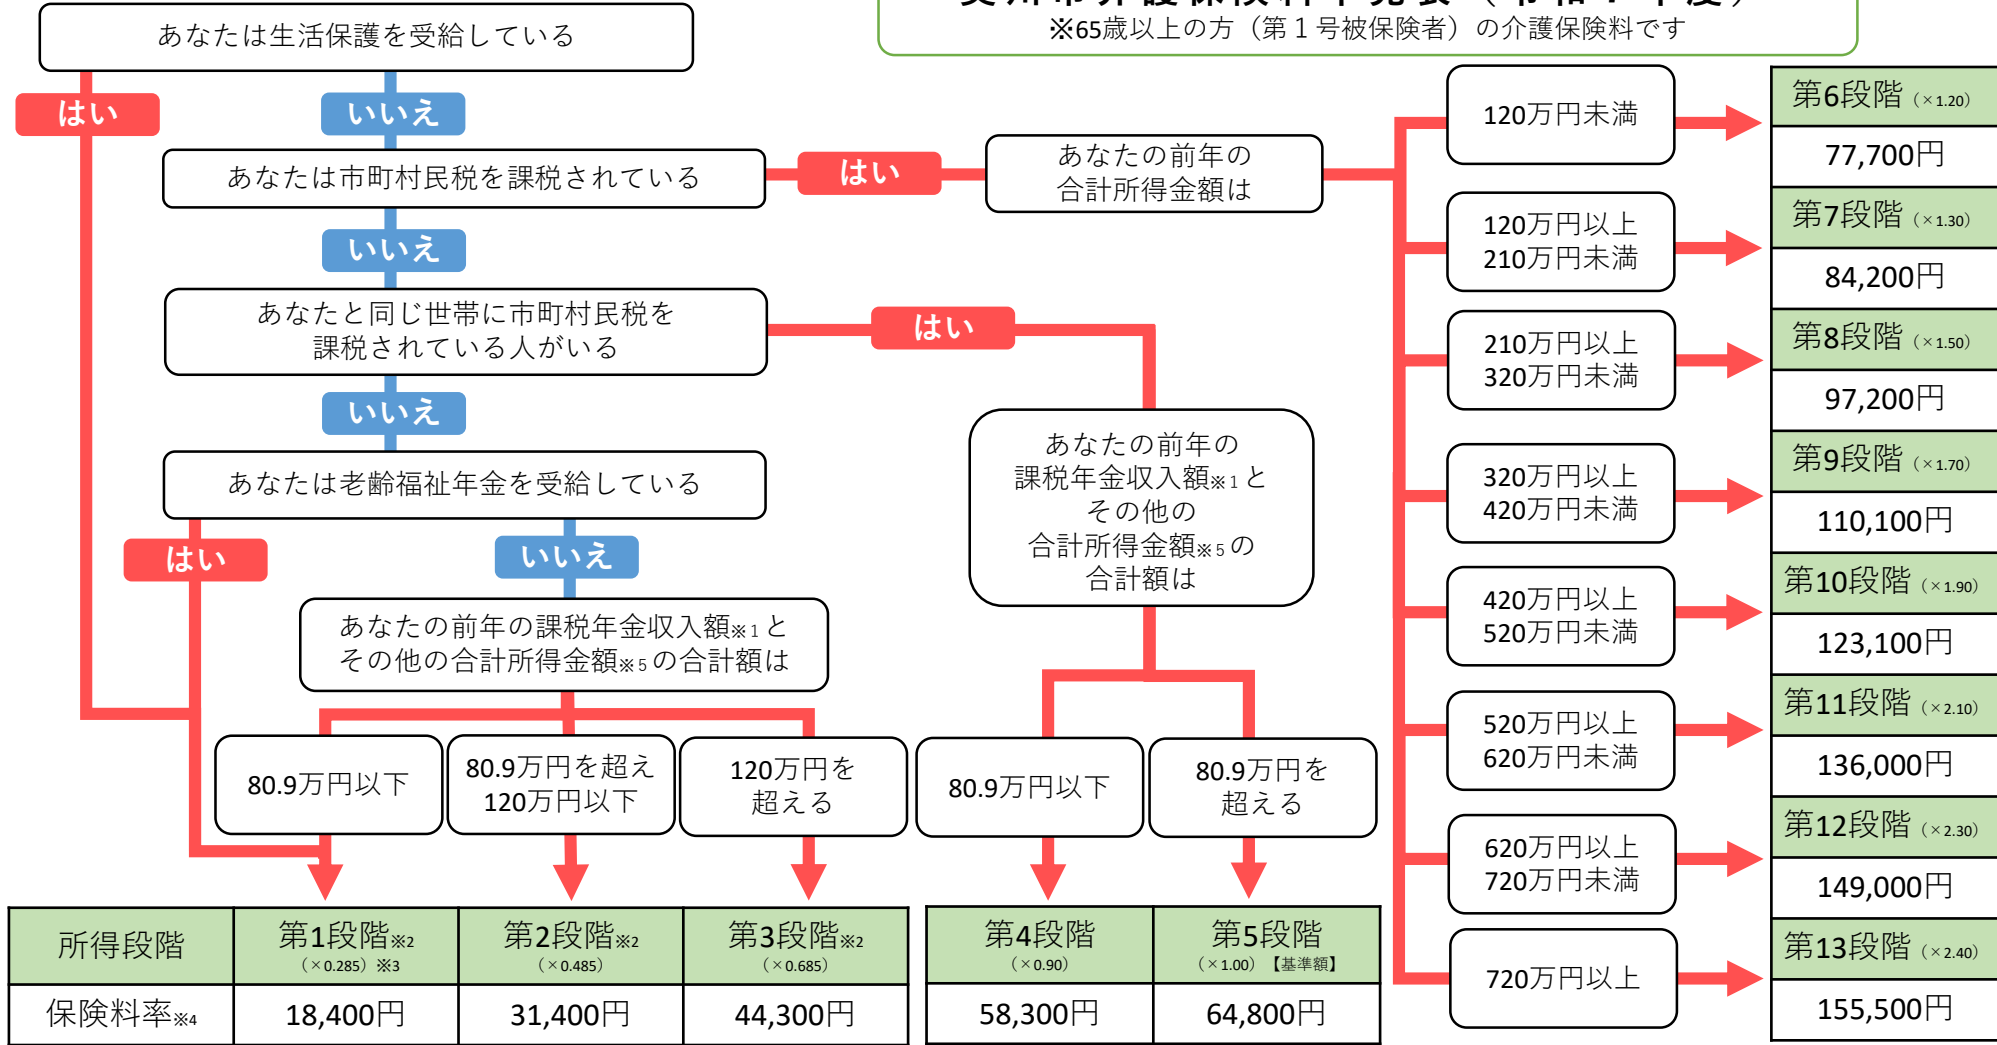 ※65歳以上の方（第１号被保険者）の介護保険料です
あなたは生活保護を受給している
はい
いいえ
あなたは市町村民税を課税されている
はい
あなたの前年の
合計所得金額は
いいえ
あなたと同じ世帯に市町村民税を
課税されている人がいる
はい
いいえ
あなたは老齢福祉年金を受給している
はい
いいえ
あなたの前年の課税年金収入額※1と
その他の合計所得金額※5の合計額は
80.9万円以下
80.9万円を超え
120万円以下
120万円を
超える
あなたの前年の
課税年金収入額※1と
その他の
合計所得金額※5の
合計額は
80.9万円以下
80.9万円を
超える
120万円未満
第6段階（×1.20）
77,700円
120万円以上
210万円未満
第7段階（×1.30）
84,200円
210万円以上
320万円未満
第8段階（×1.50）
97,200円
320万円以上
420万円未満
第9段階（×1.70）
110,100円
420万円以上
520万円未満
第10段階（×1.90）
123,100円
520万円以上
620万円未満
第11段階（×2.10）
136,000円
620万円以上
720万円未満
第12段階（×2.30）
149,000円
720万円以上
第13段階（×2.40）
155,500円
所得段階
第1段階※2
（×0.285）※3
第2段階※2
（×0.485）
第3段階※2
（×0.685）
第4段階
（×0.90）
第5段階
（×1.00）【基準額】
保険料率※4
18,400円
31,400円
44,300円
58,300円
64,800円